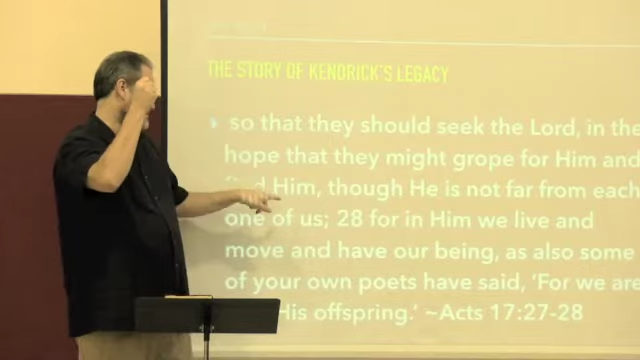 THE STORY OF KENDRICK'S LEGACY
so that they should seek the Lord, in the
hope that they might grope for Him and
Him, though He is not far from each
one of us; 28 for in Him we live and
move and have our being, as also some
of your own poets have said, 'For we are
His offspring.' ~Acts 17:27-28